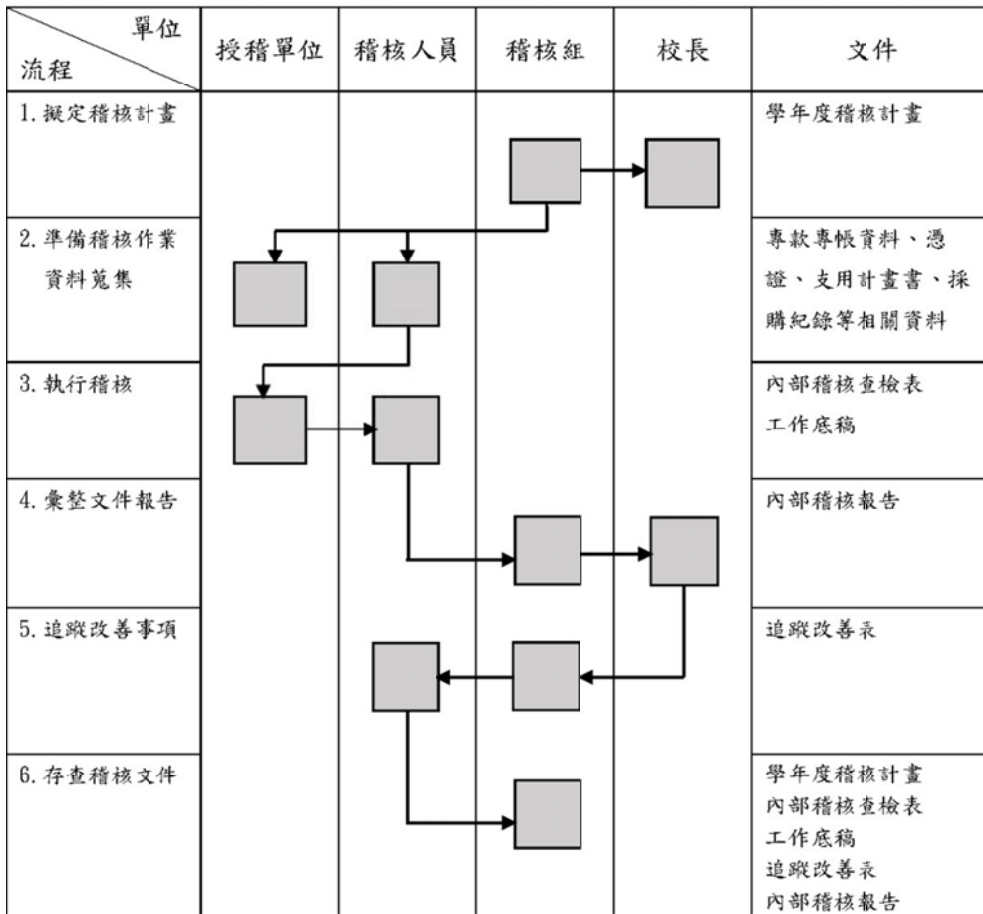 單位
流程
授稽單位
稽核人員
稽核組
校長
文件
1.擬定稽核計畫
學年度稽核計畫
2.準備稽核作業
資料蒐集
專款專帳資料、憑
證、支用計畫書、採
購紀錄等相關資料
3.執行稽核
內部稽核查檢表
工作底稿
4.彙整文件報告
內部稽核報告
5.追蹤改善事項
追蹤改善表
6.存查稽核文件
學年度稽核計畫
內部稽核查檢表
工作底稿
追蹤改善表
內部稽核報告